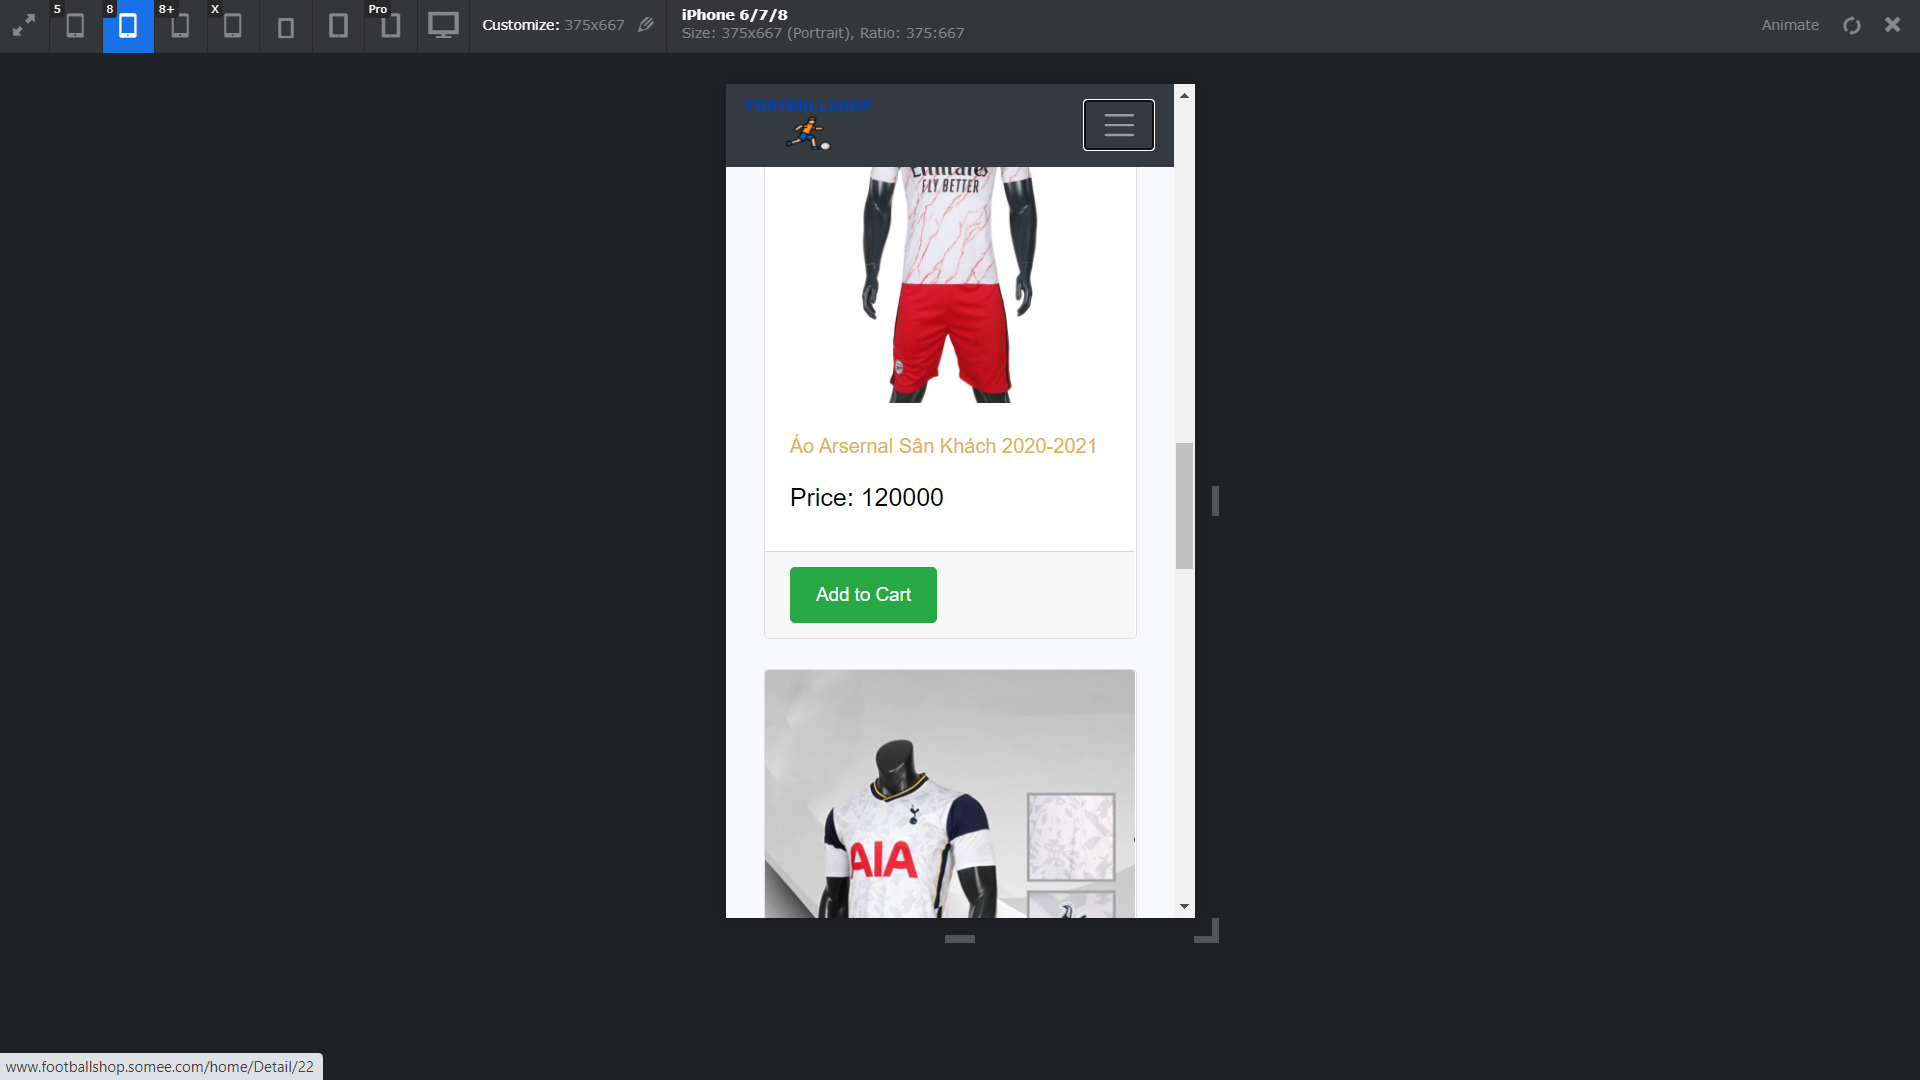 5
8
8+
X
Pro
Customize: 375x667
iPhone 6/7/8
Size: 375x667 (Portrait), Ratio: 375:667
Animate
FOOTBALLSHOP
Emirates
FLY BETTER
Áo Arsernal Sân Khách 2020-2021
Price: 120000
Add to Cart
AIA
www.footballshop.somee.com/home/Detail/22